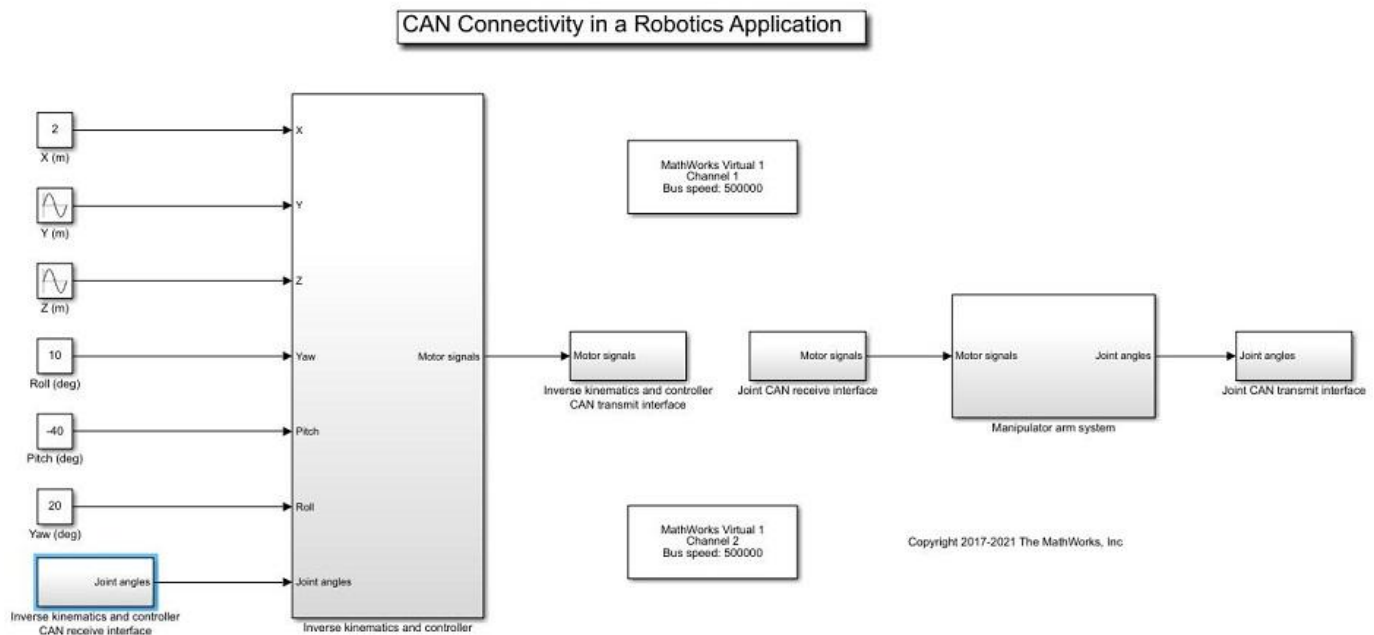 CAN Connectivity in a Robotics Application
2
X (m)
X
Y (m)
Y
Z (m)
Z
10
Roll (deg)
Yaw
-40
Pitch (deg)
Pitch
20
Yaw (deg)
Roll
Joint angles
Inverse kinematics and controller
CAN receive interface
Joint angles
Motor signals
Inverse kinematics and controller
MathWorks Virtual 1
Channel 1
Bus speed: 500000
Motor signals
Inverse kinematics and controller
CAN transmit interface
Motor signals
Joint CAN receive interface
Motor signals
Joint angles
Manipulator arm system
Joint angles
Joint CAN transmit interface
MathWorks Virtual 1
Channel 2
Bus speed: 500000
Copyright 2017-2021 The MathWorks, Inc